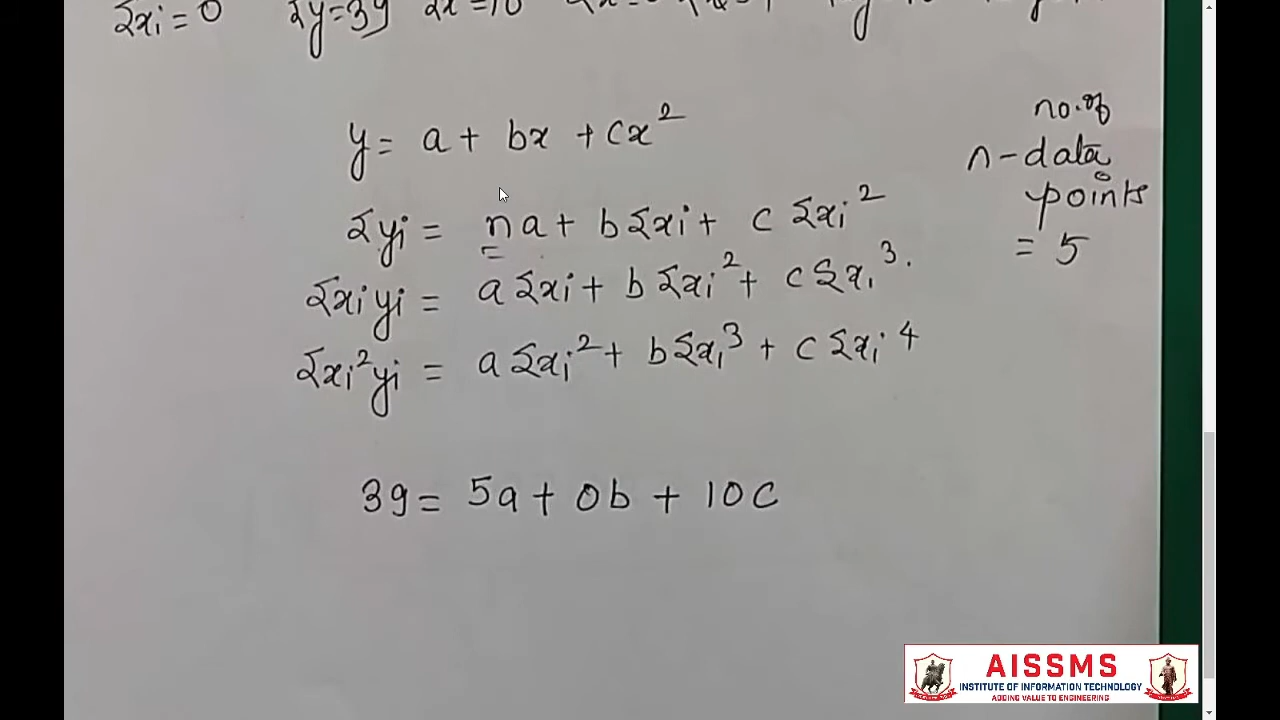 Σxi = 0 Σy = 39 Σx = 10
y = a + bx + cx²
no. of
n - data
points
= 5
Σyi = na + bΣxi + cΣxi²
Σxiyi = aΣxi + bΣxi² + cΣxi³.
Σxi²yi = aΣxi² + bΣxi³ + cΣxi⁴
39 = 5a + 0b + 10c
AISSMS
INSTITUTE OF INFORMATION TECHNOLOGY
ADDING VALUE TO ENGINEERING